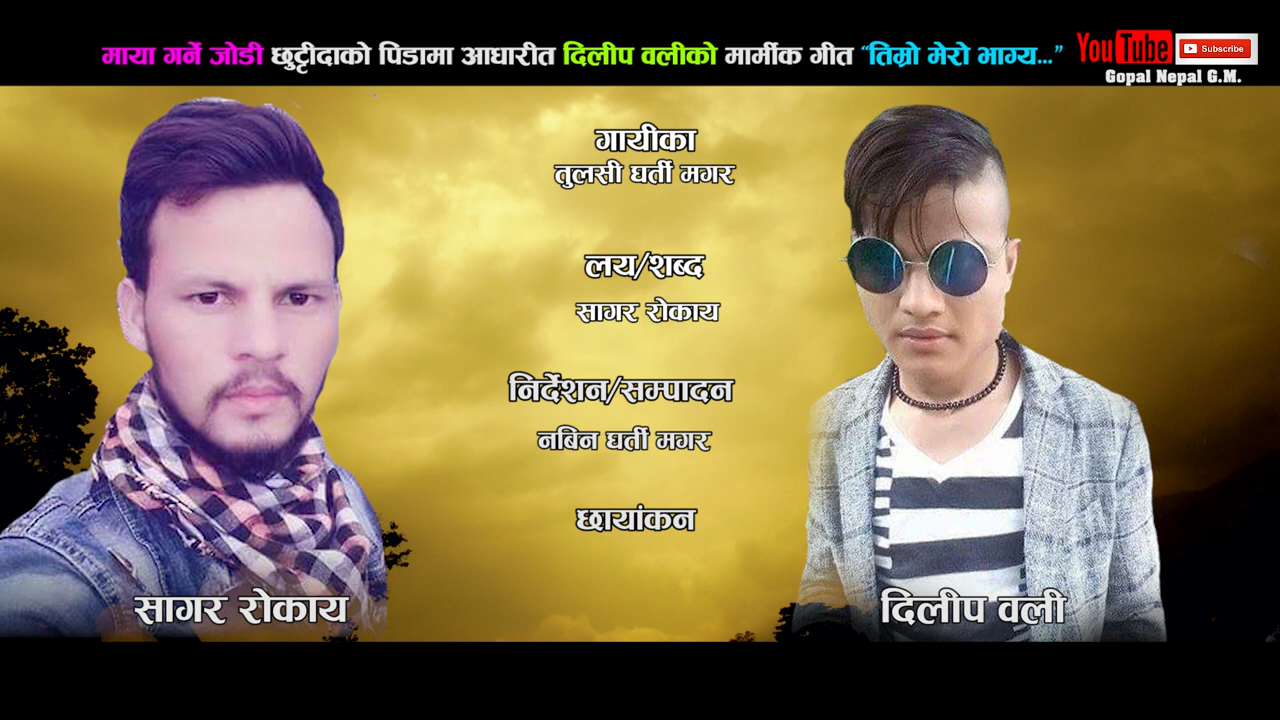 माया गर्ने जोडी छुट्टीदाको पिडामा आधारीत दिलीप वलीको मार्मीक गीत “तिम्रो मेरो भाग्य...”
YouTube Subscribe
Gopal Nepal G.M.
गायीका
तुलसी घर्ती मगर
लय/शब्द
सागर रोकाय
निर्देशन/सम्पादन
नबिन घर्ती मगर
छायांकन
सागर रोकाय
दिलीप वली